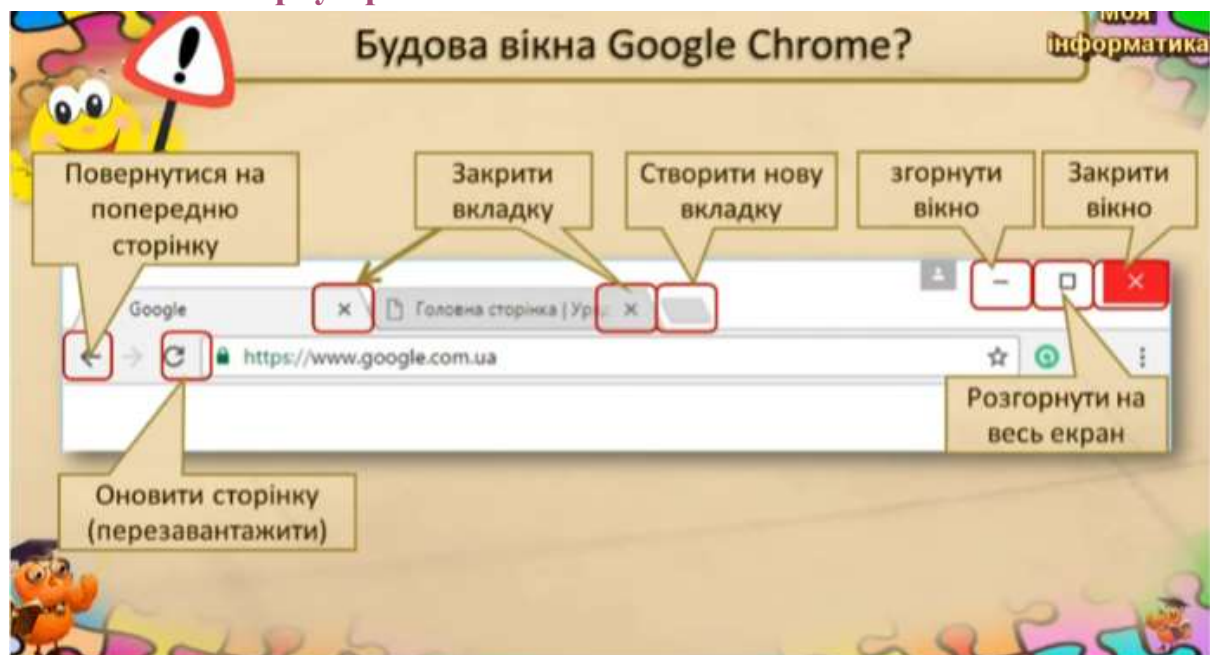 Будова вікна Google Chrome?
Моя
інформатика
Повернутися на
попередню
сторінку
Закрити
вкладку
Створити нову
вкладку
згорнути
вікно
Закрити
вікно
Google
Головна сторінка | Ур
https://www.google.com.ua
Розгорнути на
весь екран
Оновити сторінку
(перезавантажити)